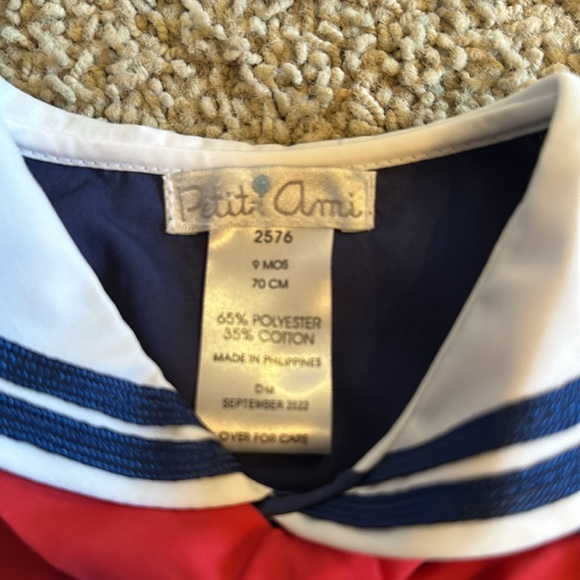 Petit Ami
2576
9 MOS
70 CM
65% POLYESTER
35% COTTON
MADE IN PHILIPPINES
DM
SEPTEMBER 2022
OVER FOR CARE